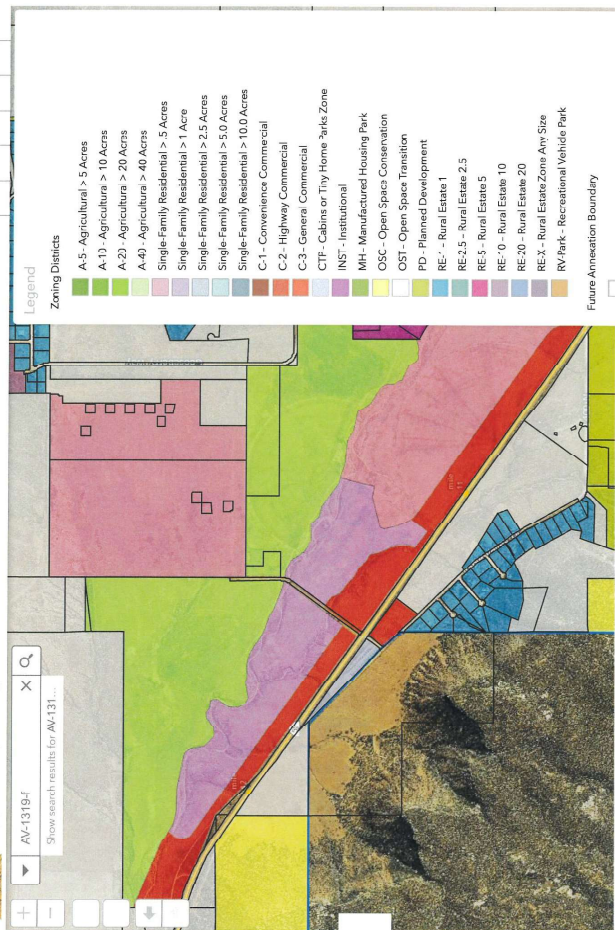 AV-1319-F
Show search results for AV-131...
Legend
Zoning Districts
A-5 - Agricultural > 5 Acres
A-10 - Agricultura > 10 Acres
A-20 - Agricultura > 20 Acres
A-40 - Agricultural > 40 Acres
Single-Family Residential > .5 Acres
Single-Family Residential > 1 Acre
Single-Family Residential > 2.5 Acres
Single-Family Residential > 5.0 Acres
Single-Family Residential > 10.0 Acres
C-1 - Convenience Commercial
C-2 - Highway Commercial
C-3 - General Commercial
CTF - Cabins or Tiny Home Parks Zone
INST - Institutional
MH - Manufactured Housing Park
OSC - Open Space Conservation
OST - Open Space Transition
PD - Planned Development
RE-1 - Rural Estate 1
RE-2.5 - Rural Estate 2.5
RE-5 - Rural Estate 5
RE-10 - Rural Estate 10
RE-20 - Rural Estate 20
RE-X - Rural Estate Zone Any Size
RV-Park - Recreational Vehicle Park
Future Annexation Boundary